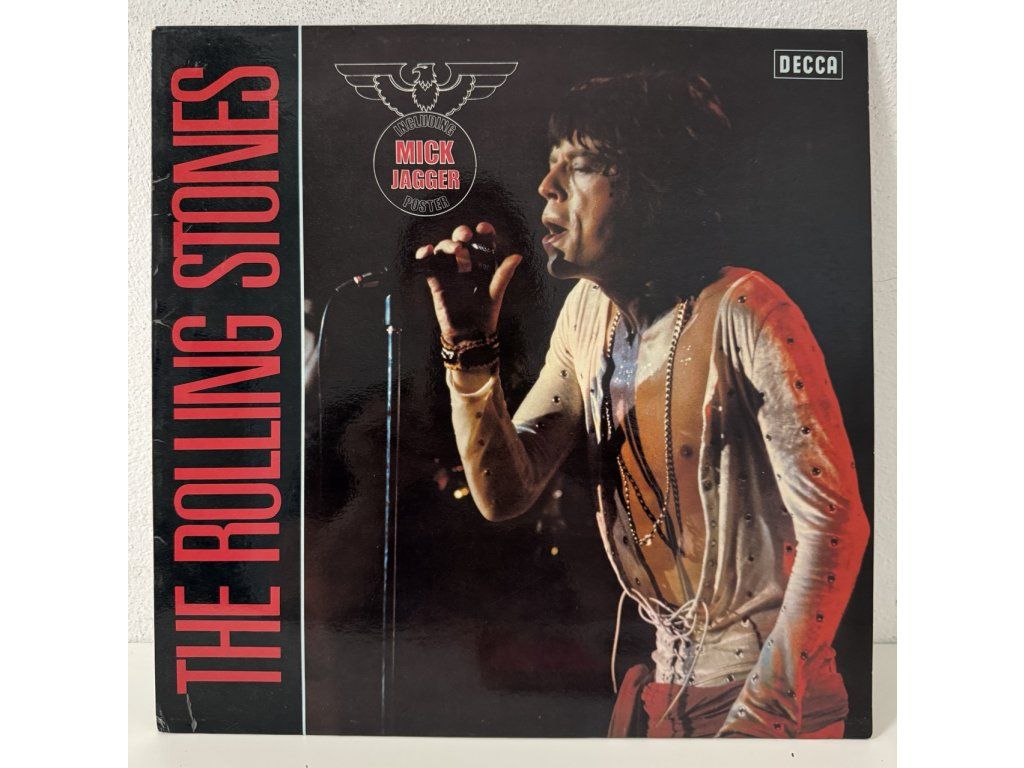 THE ROLLING STONES
INCLUDING
MICK
JAGGER
POSTER
DECCA